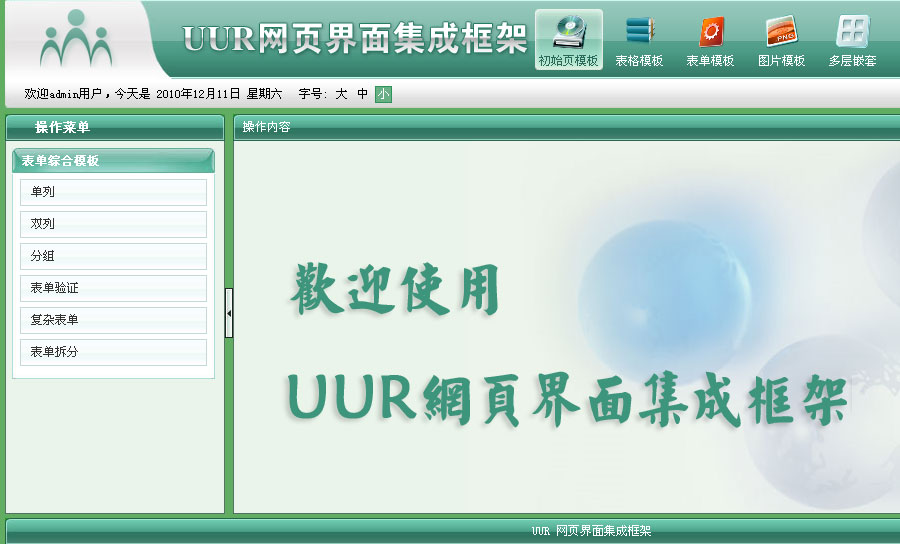 UUR网页界面集成框架
初始页模板 表格模板 表单模板 图片模板 多层嵌套
PNG
欢迎admin用户，今天是 2010年12月11日 星期六 字号: 大 中 小
操作菜单
操作内容
表单综合模板
单列
双列
分组
表单验证
复杂表单
表单拆分
歡迎使用
UUR網頁界面集成框架
UUR 网页界面集成框架